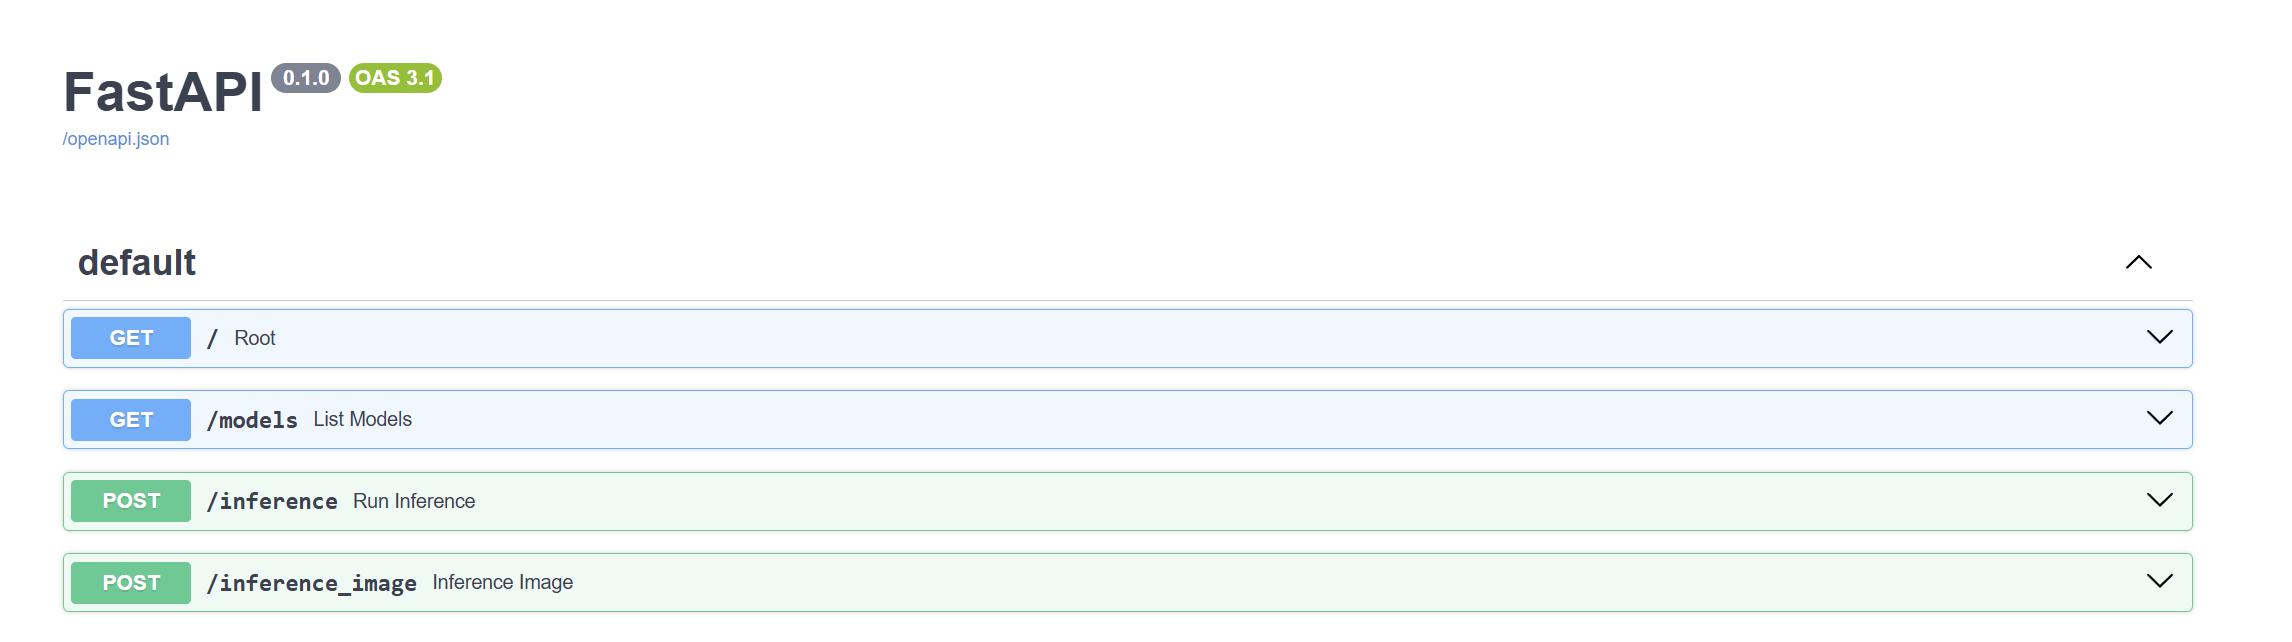 FastAPI 0.1.0 OAS 3.1
/openapi.json
default
GET / Root
GET /models List Models
POST /inference Run Inference
POST /inference_image Inference Image